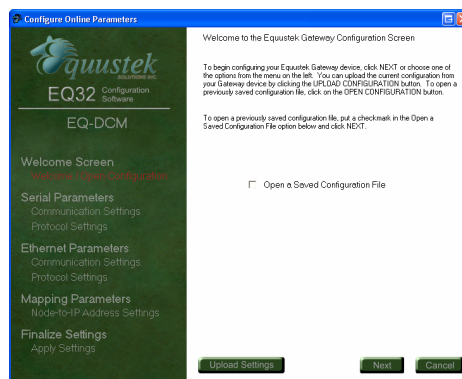 Configure Online Parameters
Equustek
SOLUTIONS INC.
EQ32 Configuration Software
EQ-DCM
Welcome Screen
Welcome / Open Configuration
Serial Parameters
Communication Settings
Protocol Settings
Ethernet Parameters
Communication Settings
Protocol Settings
Mapping Parameters
Node-to-IP Address Settings
Finalize Settings
Apply Settings
Welcome to the Equustek Gateway Configuration Screen
To begin configuring your Equustek Gateway device, click NEXT or choose one of
the options from the menu on the left. You can upload the current configuration from
your Gateway device by clicking the UPLOAD CONFIGURATION button. To open a
previously saved configuration file, click on the OPEN CONFIGURATION button.
To open a previously saved configuration file, put a checkmark in the Open a
Saved Configuration File option below and click NEXT.
Open a Saved Configuration File
Upload Settings
Next
Cancel